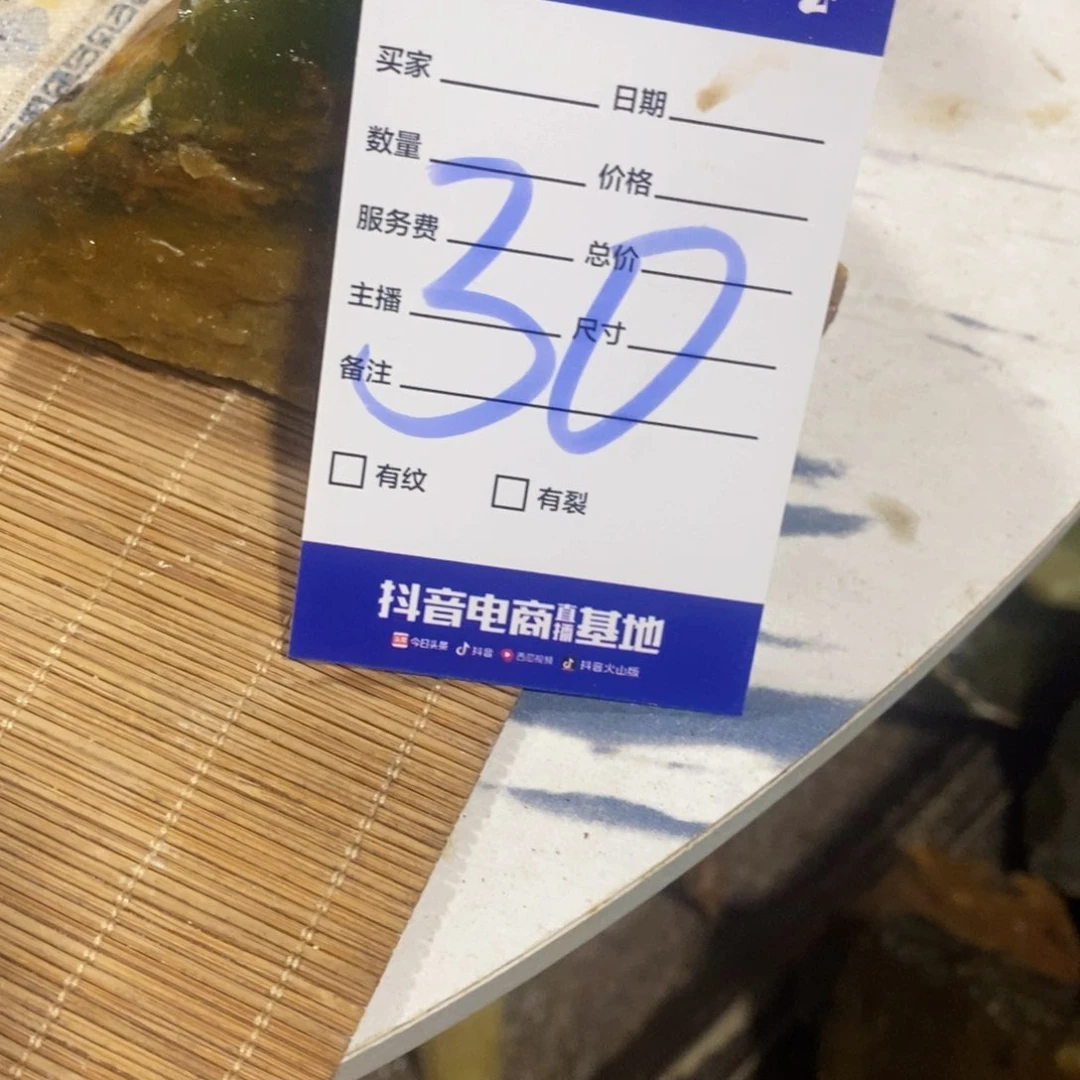 买家 日期
数量 价格
服务费 总价
主播 尺寸
备注
30
有纹 有裂
抖音电商直播基地
今日头条 抖音 西瓜视频 抖音火山版